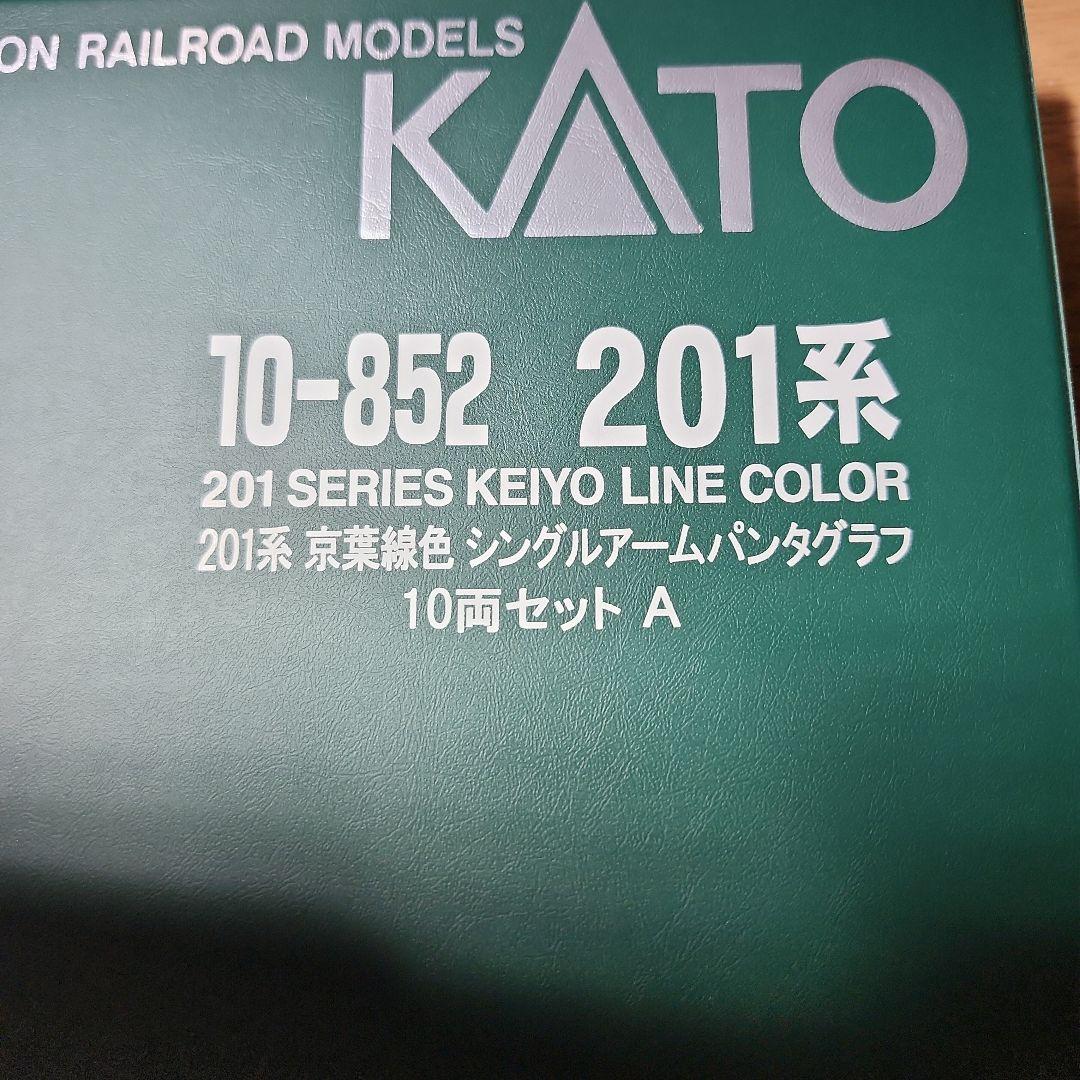 ON RAILROAD MODELS
KATO
10-852 201系
201 SERIES KEIYO LINE COLOR
201系 京葉線色 シングルアームパンタグラフ
10両セット A